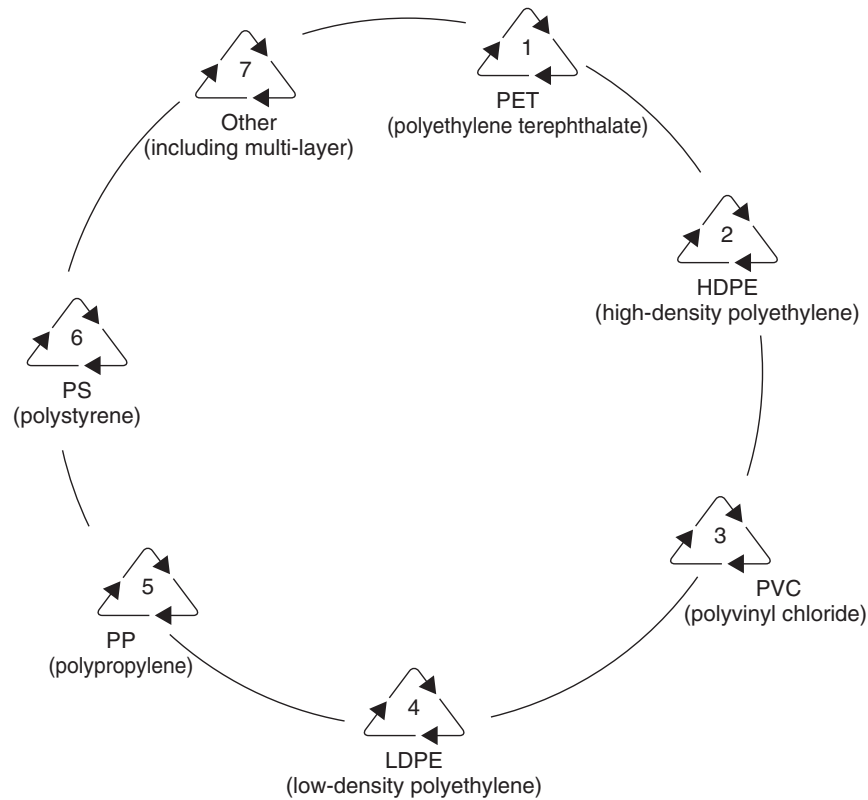 1
PET
(polyethylene terephthalate)
2
HDPE
(high-density polyethylene)
3
PVC
(polyvinyl chloride)
4
LDPE
(low-density polyethylene)
5
PP
(polypropylene)
6
PS
(polystyrene)
7
Other
(including multi-layer)